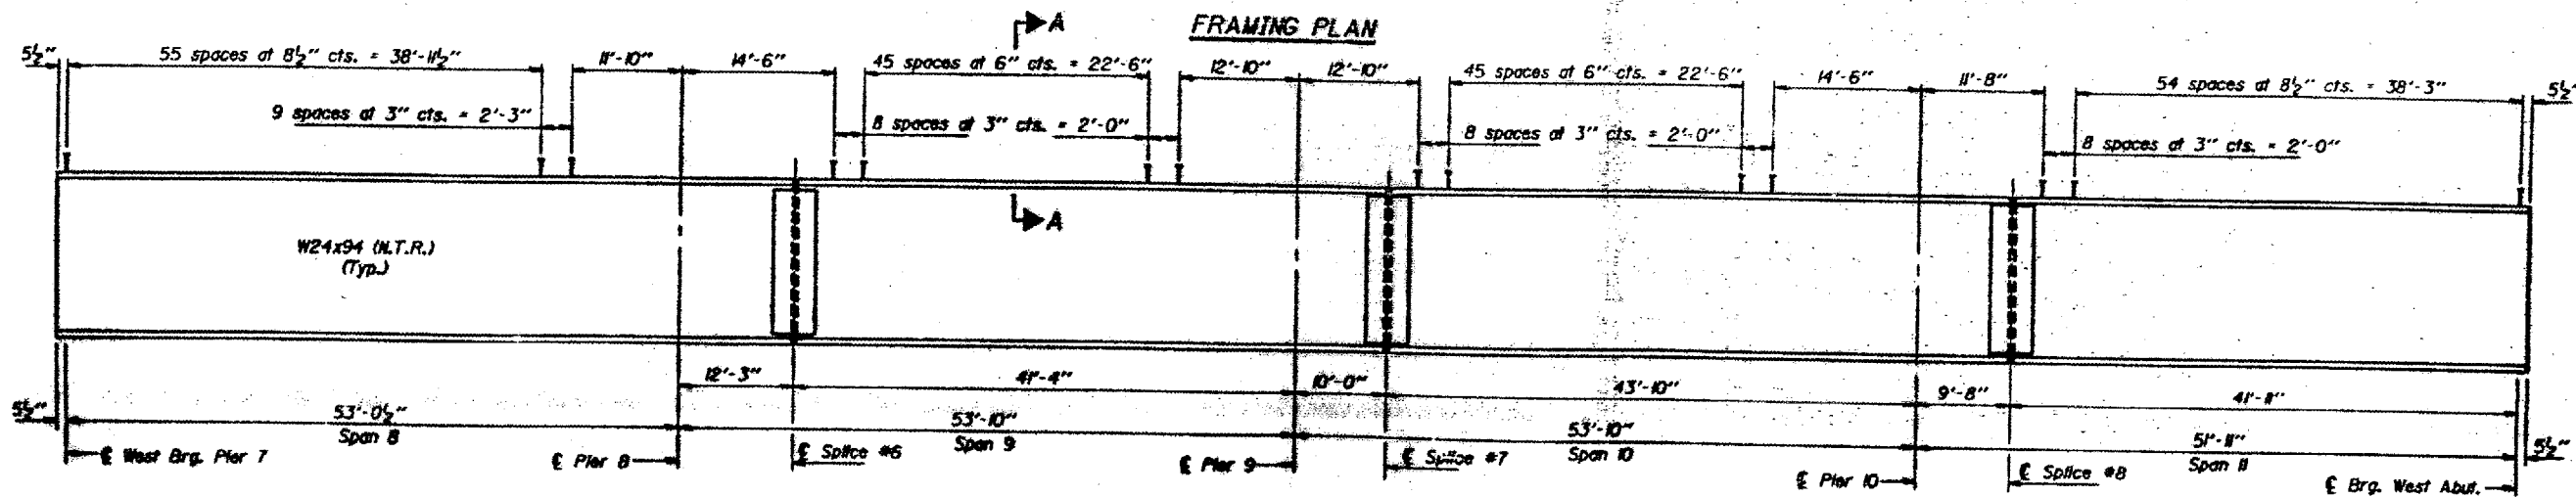 FRAMING PLAN
A
5½"
55 spaces at 8½" cts. = 38'-11½"
11'-10"
14'-6"
45 spaces at 6" cts. = 22'-6"
12'-10"
12'-10"
45 spaces at 6" cts. = 22'-6"
14'-6"
11'-8"
54 spaces at 8½" cts. = 38'-3"
5½"
9 spaces at 3" cts. = 2'-3"
8 spaces at 3" cts. = 2'-0"
8 spaces at 3" cts. = 2'-0"
8 spaces at 3" cts. = 2'-0"
A
W24x94 (N.T.R.)
(Typ.)
12'-3"
41'-4"
10'-0"
43'-10"
9'-8"
41'-11"
5½"
53'-0½"
Span 8
53'-10"
Span 9
53'-10"
Span 10
51'-11"
Span 11
5½"
℄ West Brg. Pier 7
℄ Pier 8
℄ Splice #6
℄ Pier 9
℄ Splice #7
℄ Pier 10
℄ Splice #8
℄ Brg. West Abut.